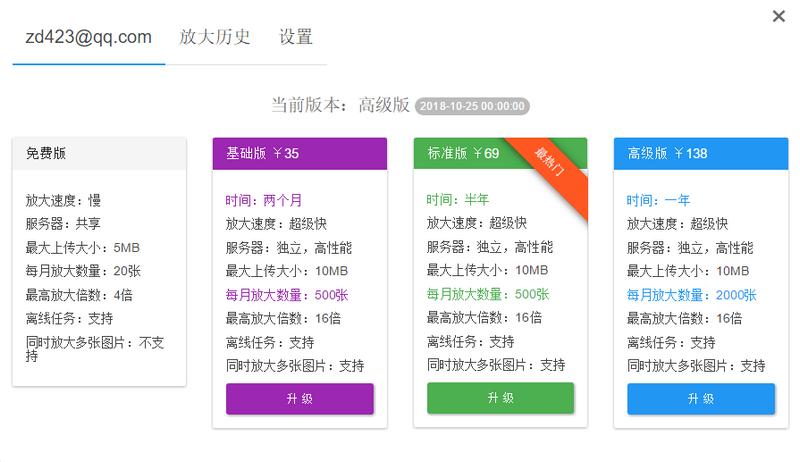 zd423@qq.com 放大历史 设置
当前版本：高级版 2018-10-25 00:00:00
免费版
放大速度：慢
服务器：共享
最大上传大小：5MB
每月放大数量：20张
最高放大倍数：4倍
离线任务：支持
同时放大多张图片：不支
持
基础版 ￥35
时间：两个月
放大速度：超级快
服务器：独立，高性能
最大上传大小：10MB
每月放大数量：500张
最高放大倍数：16倍
离线任务：支持
同时放大多张图片：支持
升 级
标准版 ￥69
最热门
时间：半年
放大速度：超级快
服务器：独立，高性能
最大上传大小：10MB
每月放大数量：500张
最高放大倍数：16倍
离线任务：支持
同时放大多张图片：支持
升 级
高级版 ￥138
时间：一年
放大速度：超级快
服务器：独立，高性能
最大上传大小：10MB
每月放大数量：2000张
最高放大倍数：16倍
离线任务：支持
同时放大多张图片：支持
升 级